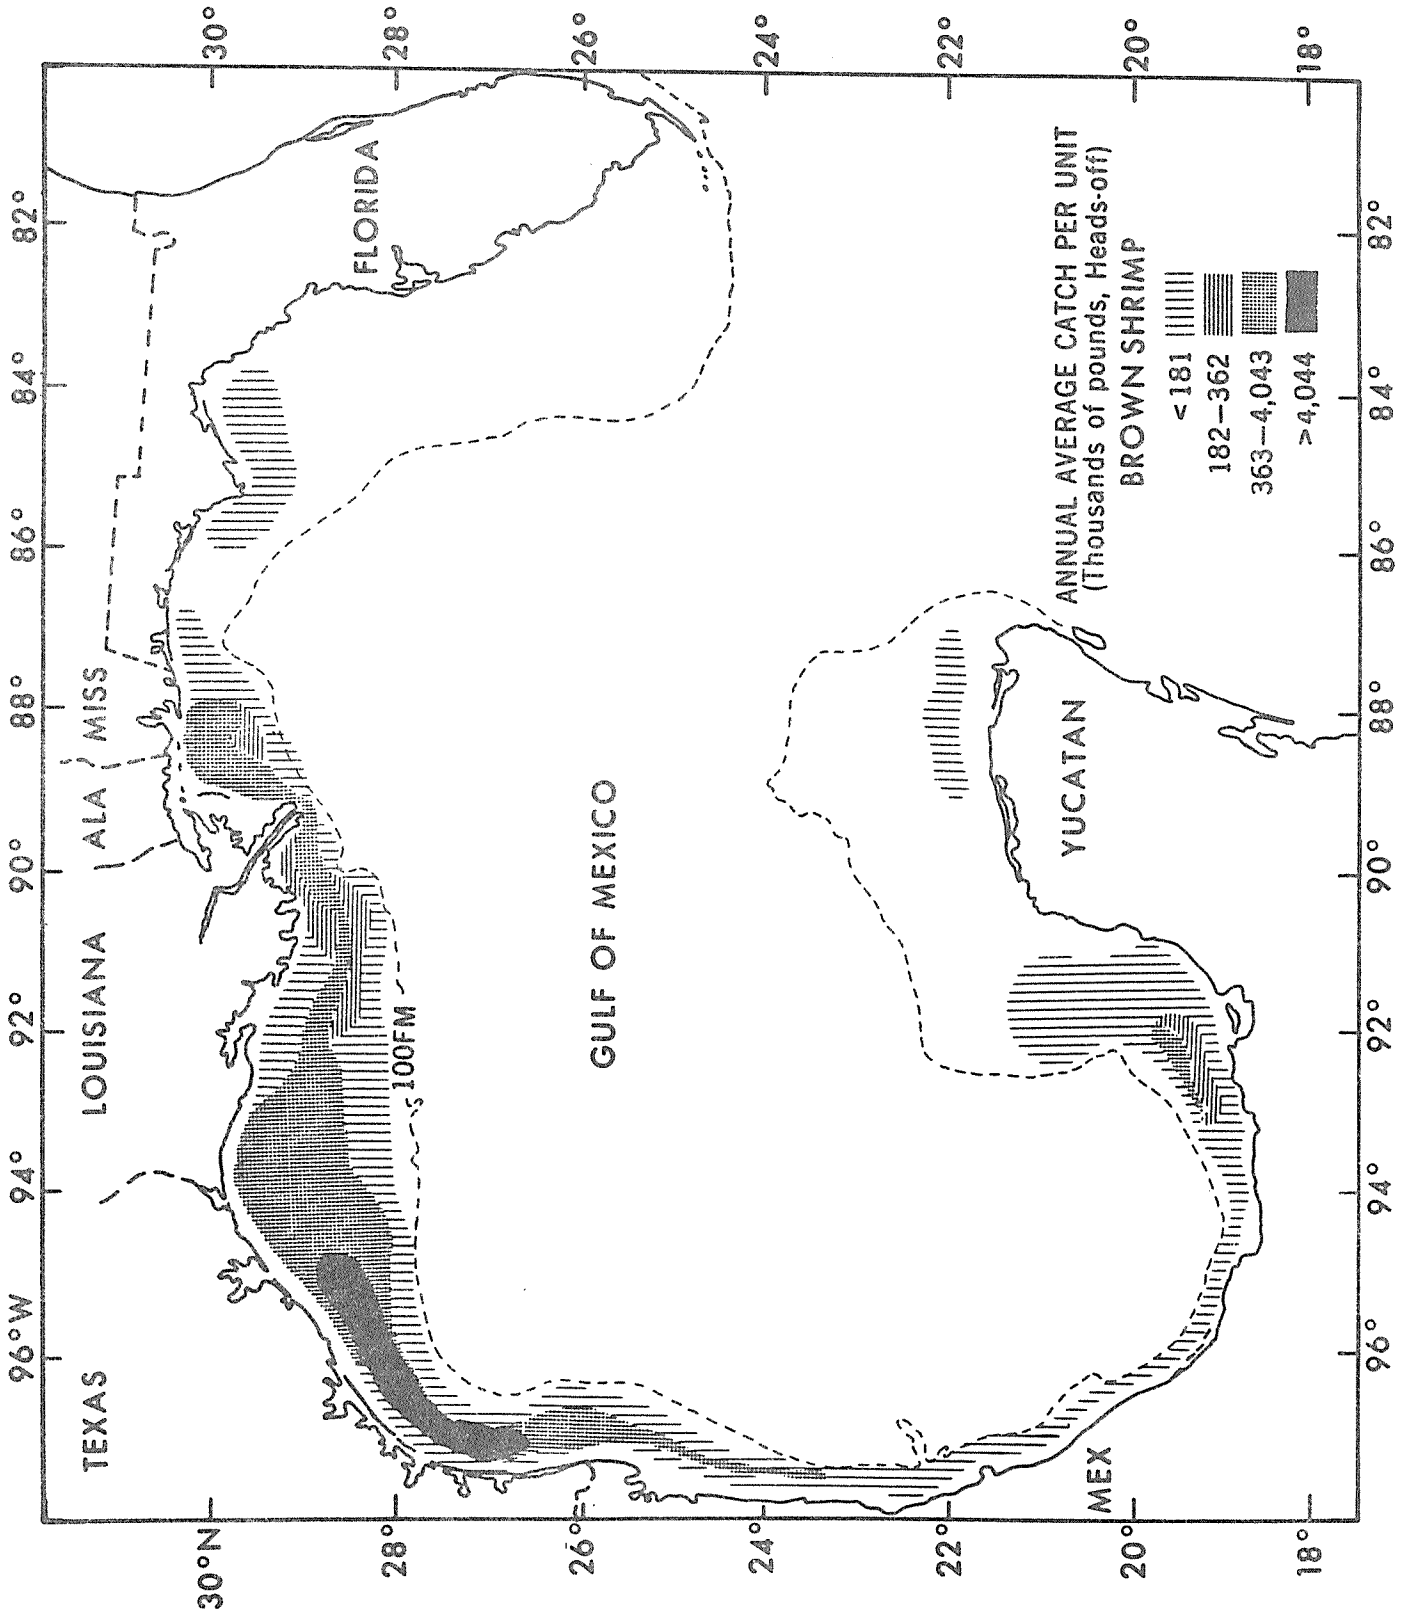 96°W 94° 92° 90° 88° 86° 84° 82°
TEXAS LOUISIANA ALA MISS
30°N 30°
FLORIDA
28° 28°
100FM
26° 26°
GULF OF MEXICO
24° 24°
22° 22°
YUCATAN
MEX
20° 20°
18° 18°
ANNUAL AVERAGE CATCH PER UNIT
(Thousands of pounds, Heads-off)
BROWN SHRIMP
<181
182–362
363–4,043
>4,044
96° 94° 92° 90° 88° 86° 84° 82°